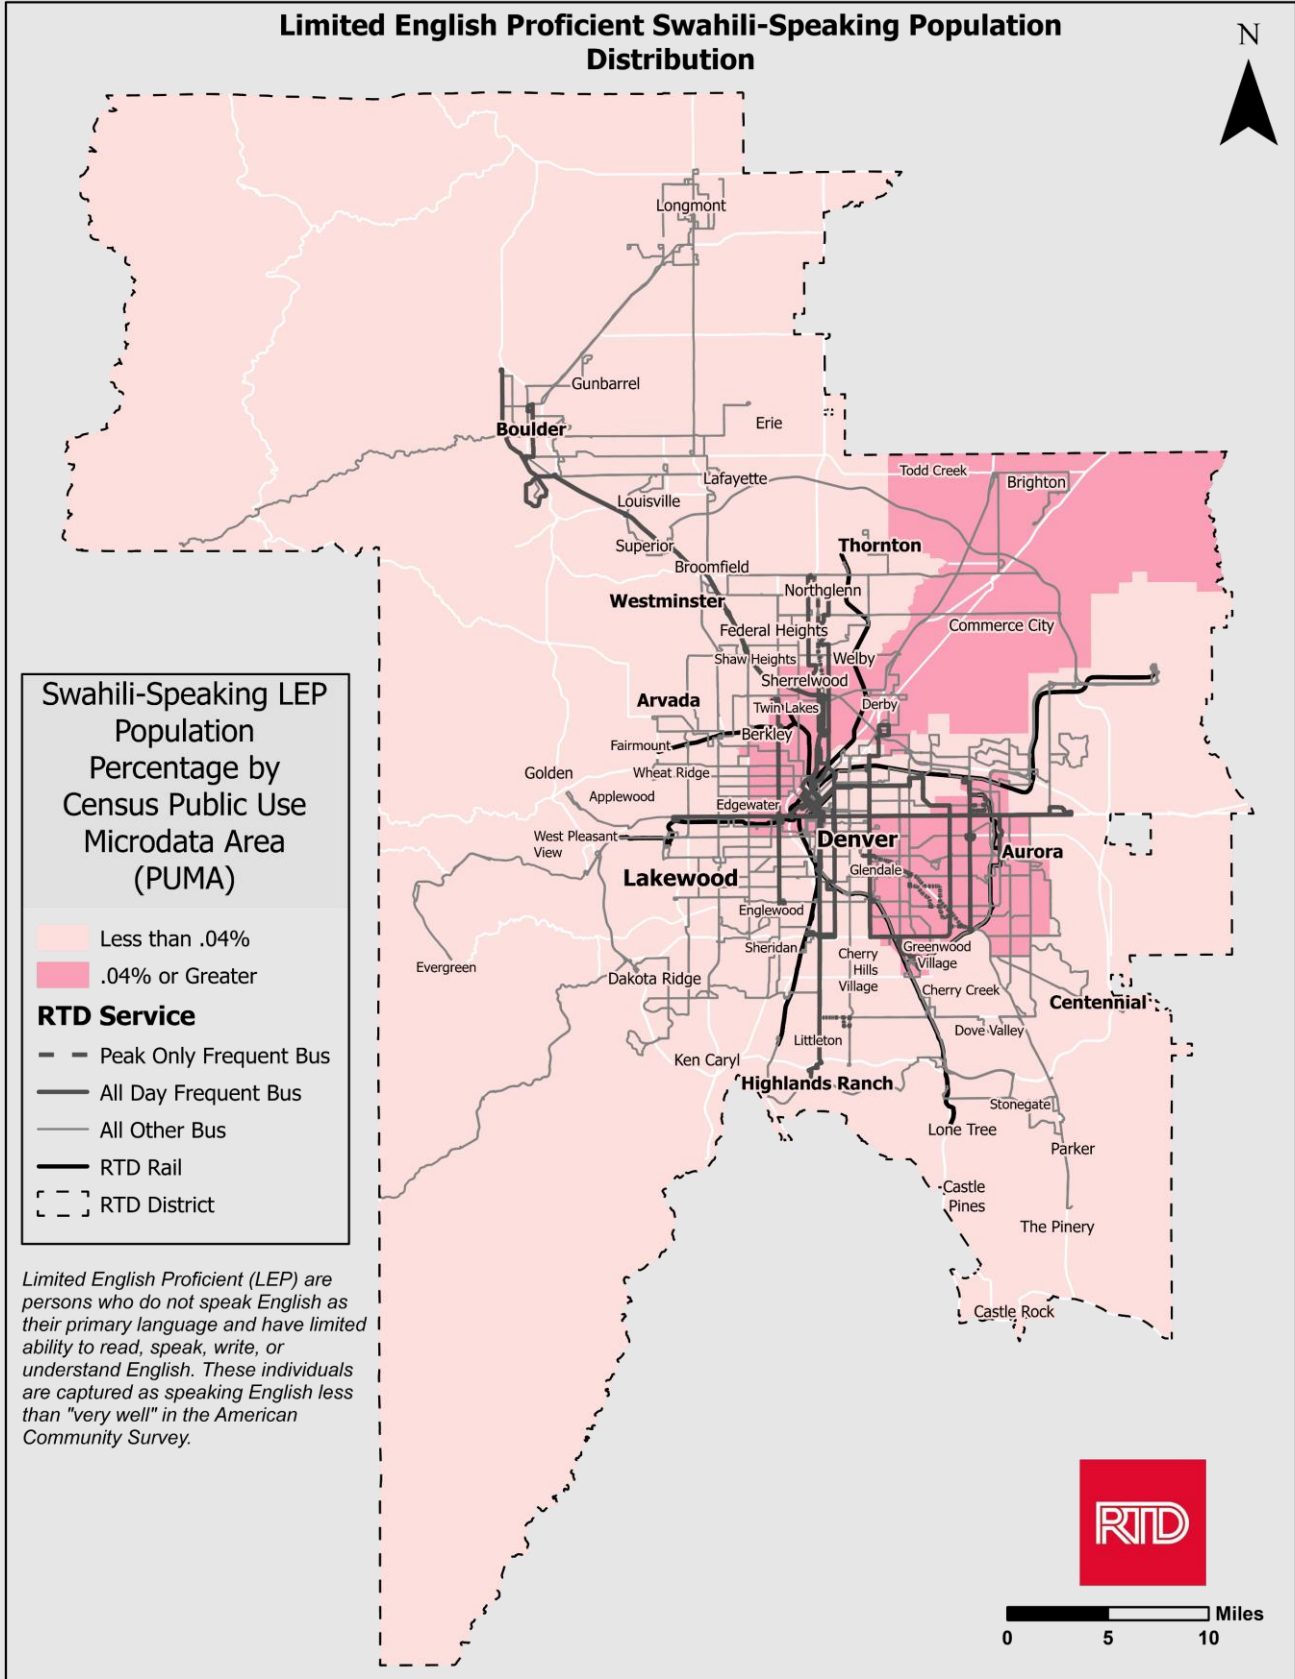 Limited English Proficient Swahili-Speaking Population
Distribution
N
Longmont
Gunbarrel
Boulder
Erie
Lafayette
Todd Creek
Brighton
Louisville
Superior
Thornton
Broomfield
Northglenn
Westminster
Federal Heights
Commerce City
Shaw Heights
Welby
Sherrelwood
Arvada
Twin Lakes
Derby
Berkley
Fairmount
Golden
Wheat Ridge
Applewood
Edgewater
West Pleasant
View
Denver
Aurora
Lakewood
Glendale
Englewood
Sheridan
Greenwood
Village
Cherry
Hills
Village
Evergreen
Dakota Ridge
Cherry Creek
Centennial
Dove Valley
Littleton
Ken Caryl
Highlands Ranch
Stonegate
Lone Tree
Parker
Castle
Pines
The Pinery
Castle Rock
Swahili-Speaking LEP
Population
Percentage by
Census Public Use
Microdata Area
(PUMA)
Less than .04%
.04% or Greater
RTD Service
Peak Only Frequent Bus
All Day Frequent Bus
All Other Bus
RTD Rail
RTD District
Limited English Proficient (LEP) are
persons who do not speak English as
their primary language and have limited
ability to read, speak, write, or
understand English. These individuals
are captured as speaking English less
than "very well" in the American
Community Survey.
RTD
Miles
0 5 10